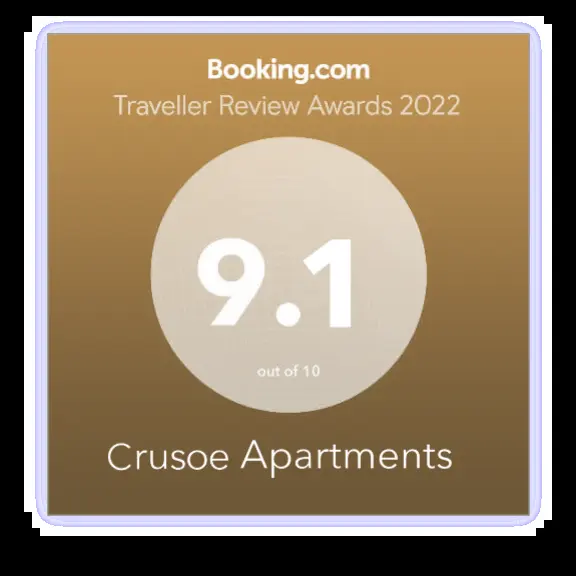 Booking.com
Traveller Review Awards 2022
9.1
out of 10
Crusoe Apartments